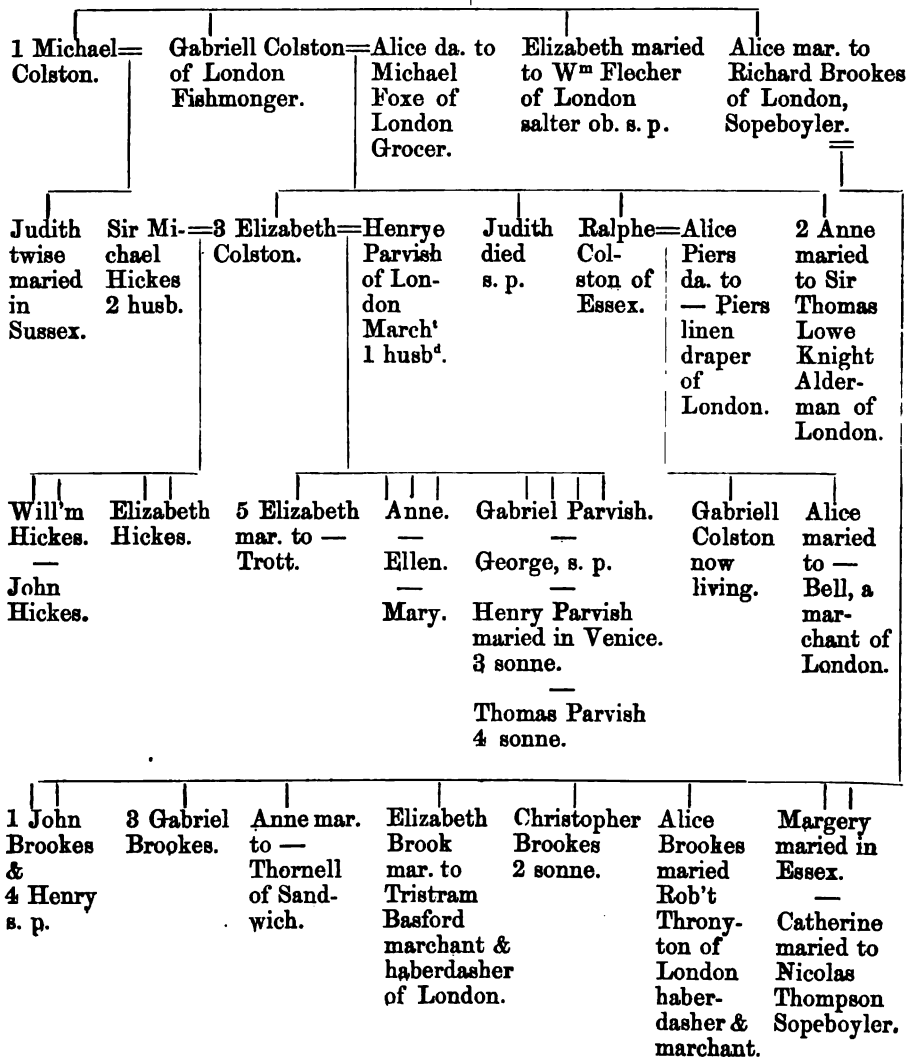 1 Michael=
Colston.
Gabriell Colston=
of London
Fishmonger.
Alice da. to
Michael
Foxe of
London
Grocer.
Elizabeth maried
to Wᵐ Flecher
of London
salter ob. s. p.
Alice mar. to
Richard Brookes
of London,
Sopeboyler.
Judith
twise
maried
in
Sussex.
Sir Mi-=
chael
Hickes
2 husb.
3 Elizabeth=
Colston.
Henrye
Parvish
of Lon-
don
Marchᵗ
1 husbᵈ.
Judith
died
s. p.
Ralphe=
Col-
ston of
Essex.
Alice
Piers
da. to
— Piers
linen
draper
of
London.
2 Anne
maried
to Sir
Thomas
Lowe
Knight
Alder-
man of
London.
Will'm
Hickes.
—
John
Hickes.
Elizabeth
Hickes.
5 Elizabeth
mar. to —
Trott.
Anne.
—
Ellen.
—
Mary.
Gabriel Parvish.
—
George, s. p.
—
Henry Parvish
maried in Venice.
3 sonne.
—
Thomas Parvish
4 sonne.
Gabriell
Colston
now
living.
Alice
maried
to —
Bell, a
mar-
chant of
London.
1 John
Brookes
&
4 Henry
s. p.
3 Gabriel
Brookes.
Anne mar.
to —
Thornell
of Sand-
wich.
Elizabeth
Brook
mar. to
Tristram
Basford
marchant &
haberdasher
of London.
Christopher
Brookes
2 sonne.
Alice
Brookes
maried
Rob't
Throny-
ton of
London
haber-
dasher &
marchant.
Margery
maried in
Essex.
—
Catherine
maried to
Nicolas
Thompson
Sopeboyler.